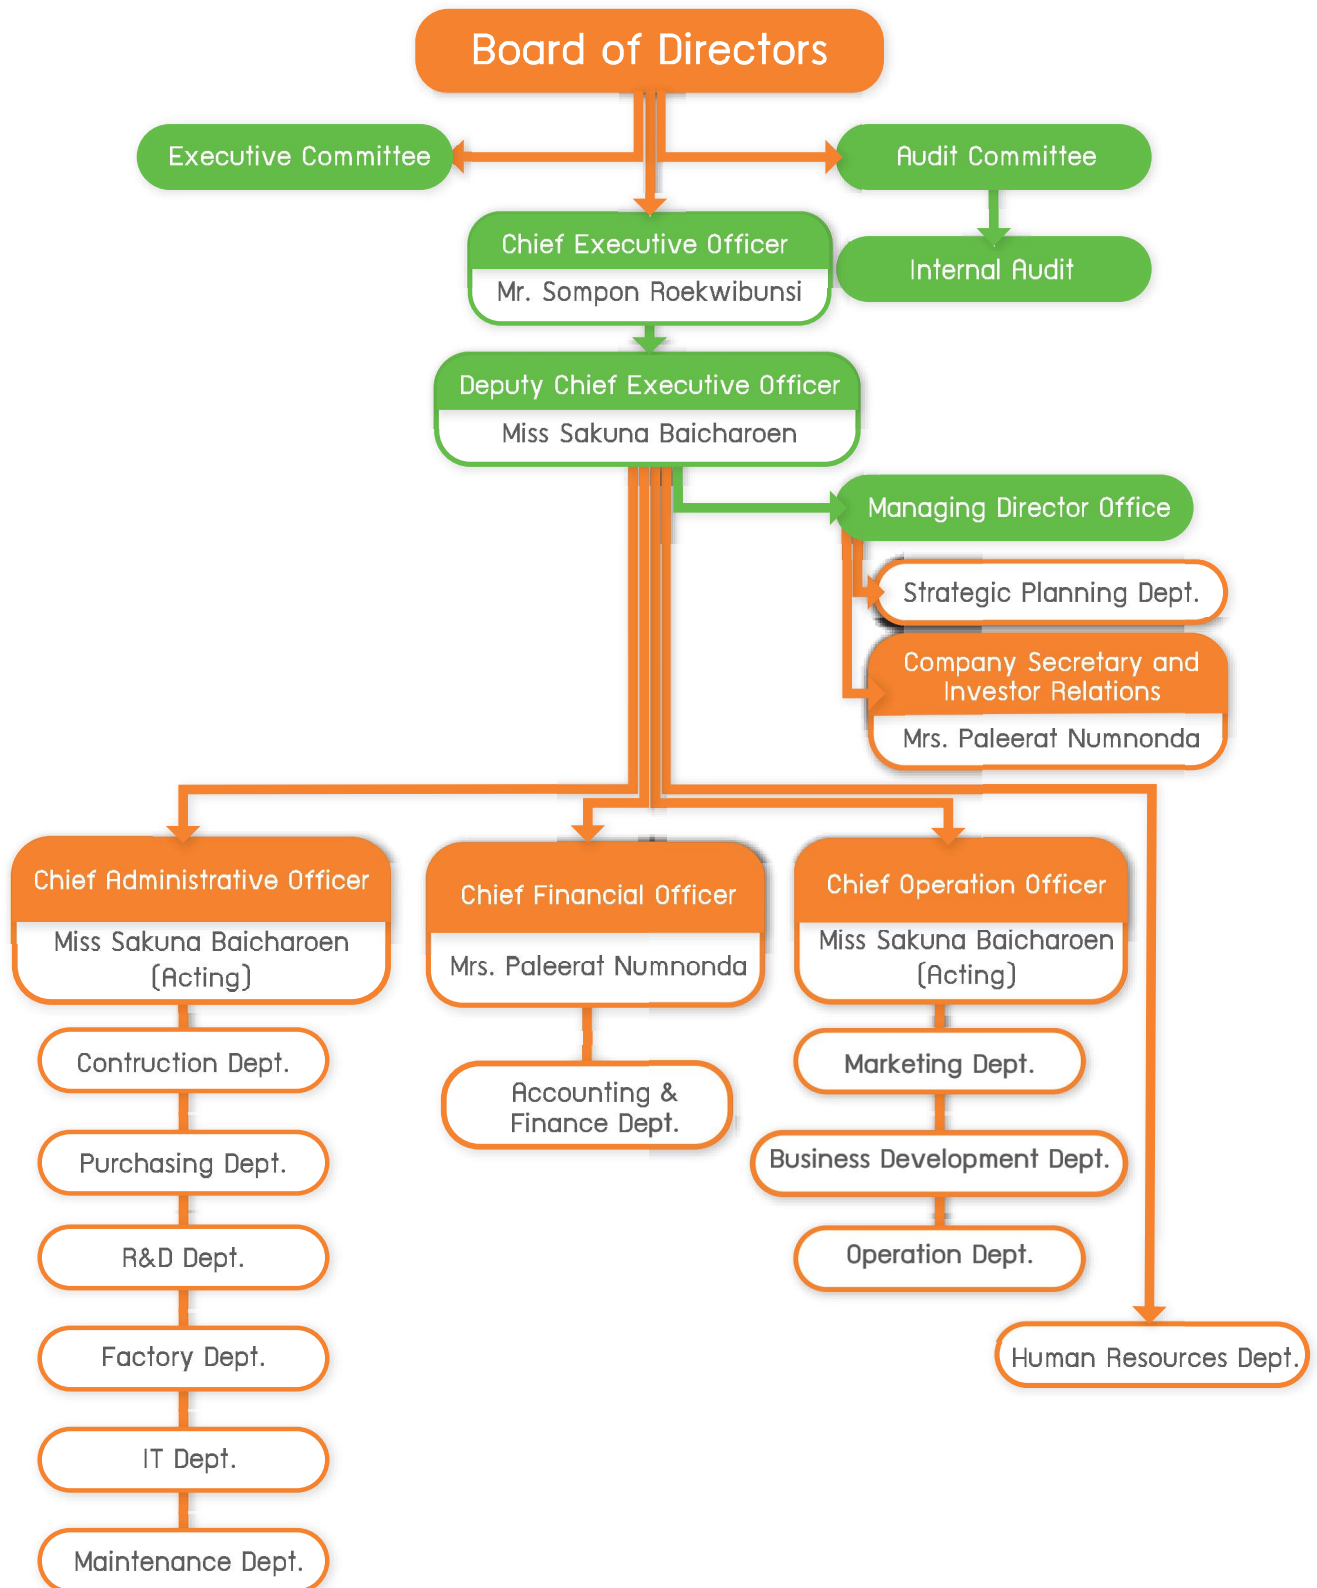 Board of Directors
Executive Committee
Audit Committee
Chief Executive Officer
Mr. Sompon Roekwibunsi
Internal Audit
Deputy Chief Executive Officer
Miss Sakuna Baicharoen
Managing Director Office
Strategic Planning Dept.
Company Secretary and
Investor Relations
Mrs. Paleerat Numnonda
Chief Administrative Officer
Miss Sakuna Baicharoen
(Acting)
Contruction Dept.
Purchasing Dept.
R&D Dept.
Factory Dept.
IT Dept.
Maintenance Dept.
Chief Financial Officer
Mrs. Paleerat Numnonda
Accounting &
Finance Dept.
Chief Operation Officer
Miss Sakuna Baicharoen
(Acting)
Marketing Dept.
Business Development Dept.
Operation Dept.
Human Resources Dept.